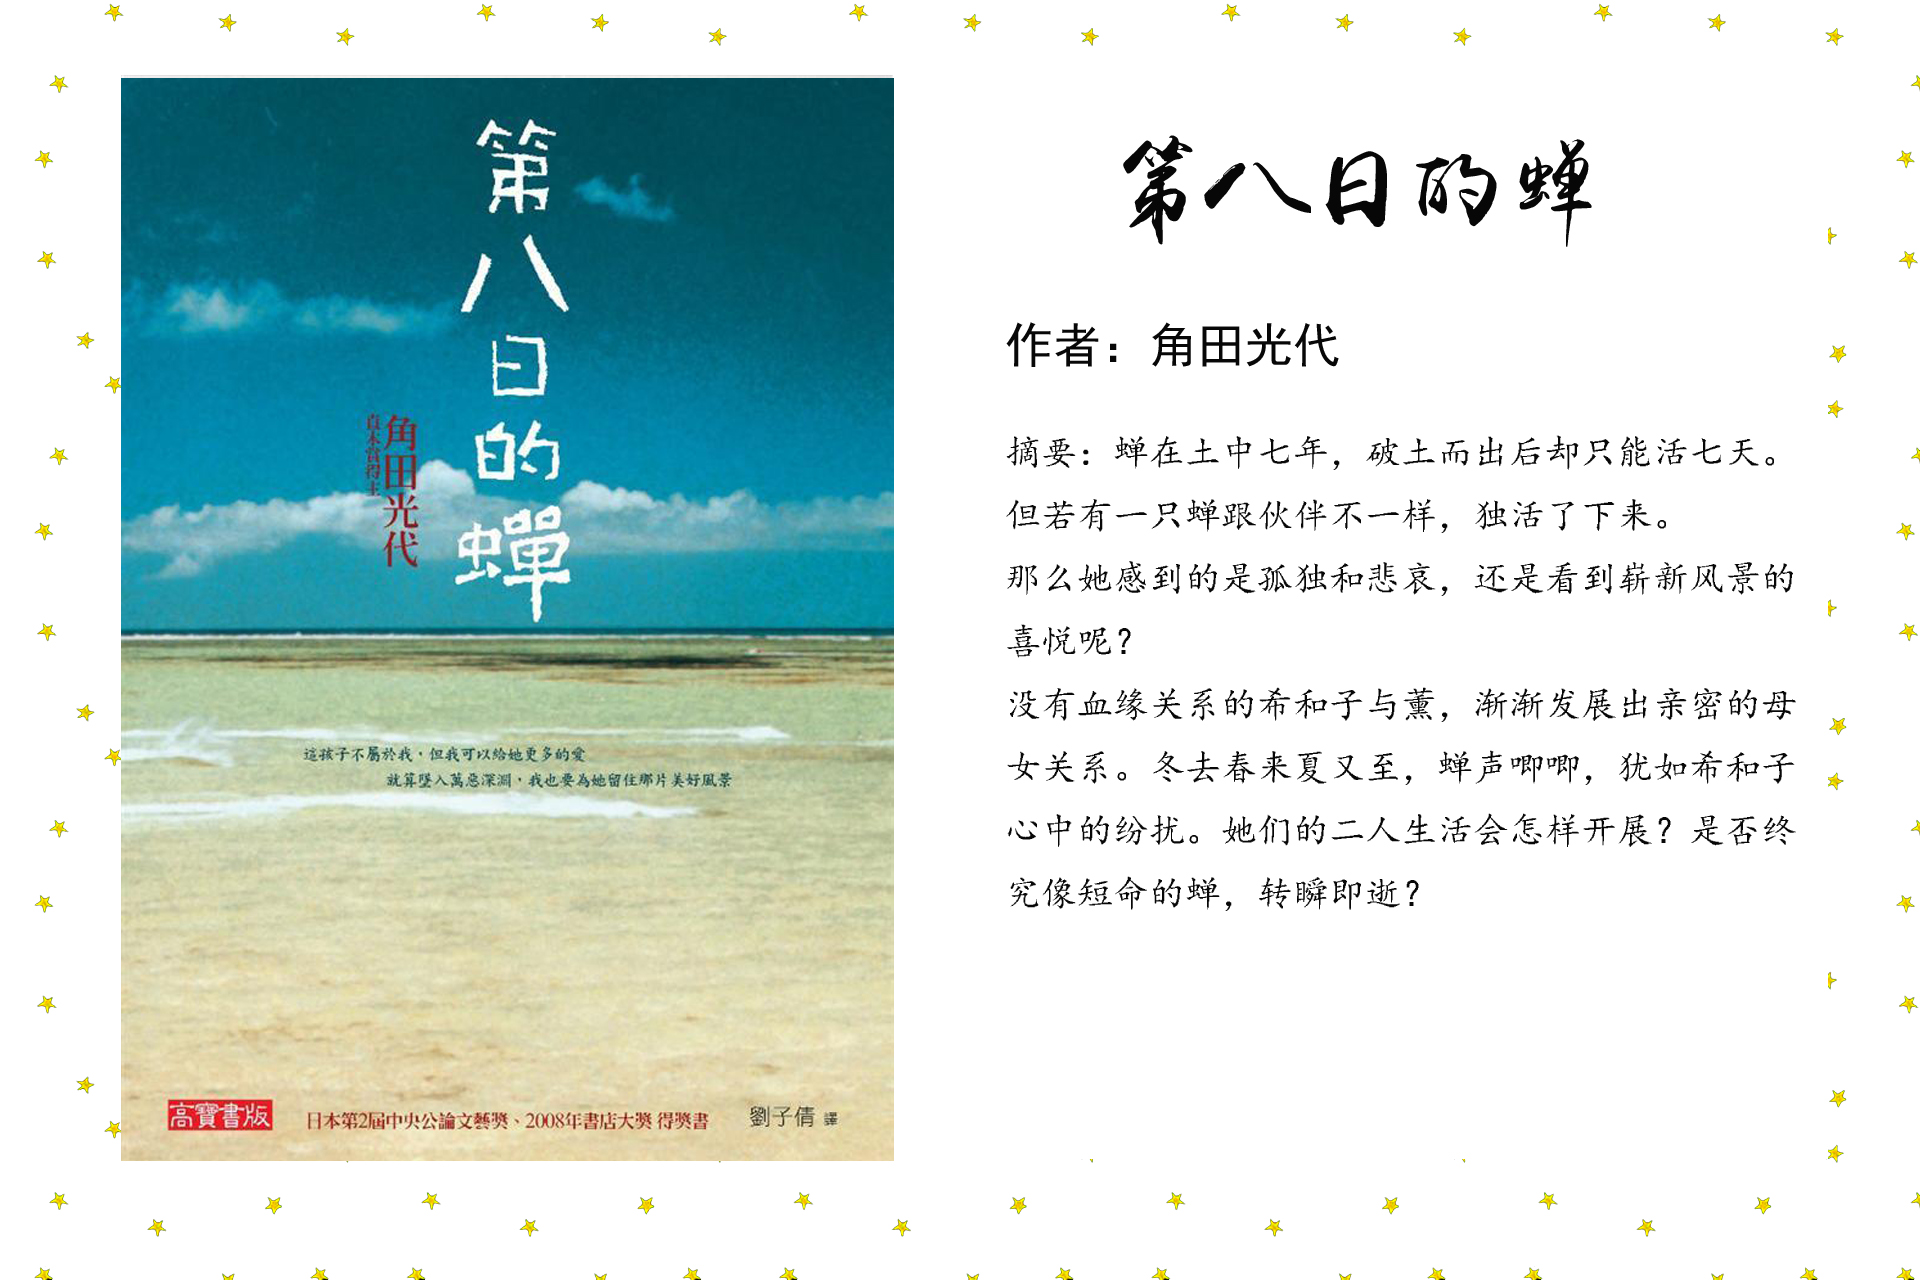 第八日的蟬
角田光代
直木賞得主
這孩子不屬於我，但我可以給她更多的愛
就算墜入萬惡深淵，我也要為她留住那片美好風景
高寶書版
日本第2屆中央公論文藝獎、2008年書店大獎 得獎書
劉子倩 譯
第八日的蝉
作者：角田光代
摘要：蝉在土中七年，破土而出后却只能活七天。
但若有一只蝉跟伙伴不一样，独活了下来。
那么她感到的是孤独和悲哀，还是看到崭新风景的
喜悦呢？
没有血缘关系的希和子与薰，渐渐发展出亲密的母
女关系。冬去春来夏又至，蝉声唧唧，犹如希和子
心中的纷扰。她们的二人生活会怎样开展？是否终
究像短命的蝉，转瞬即逝？